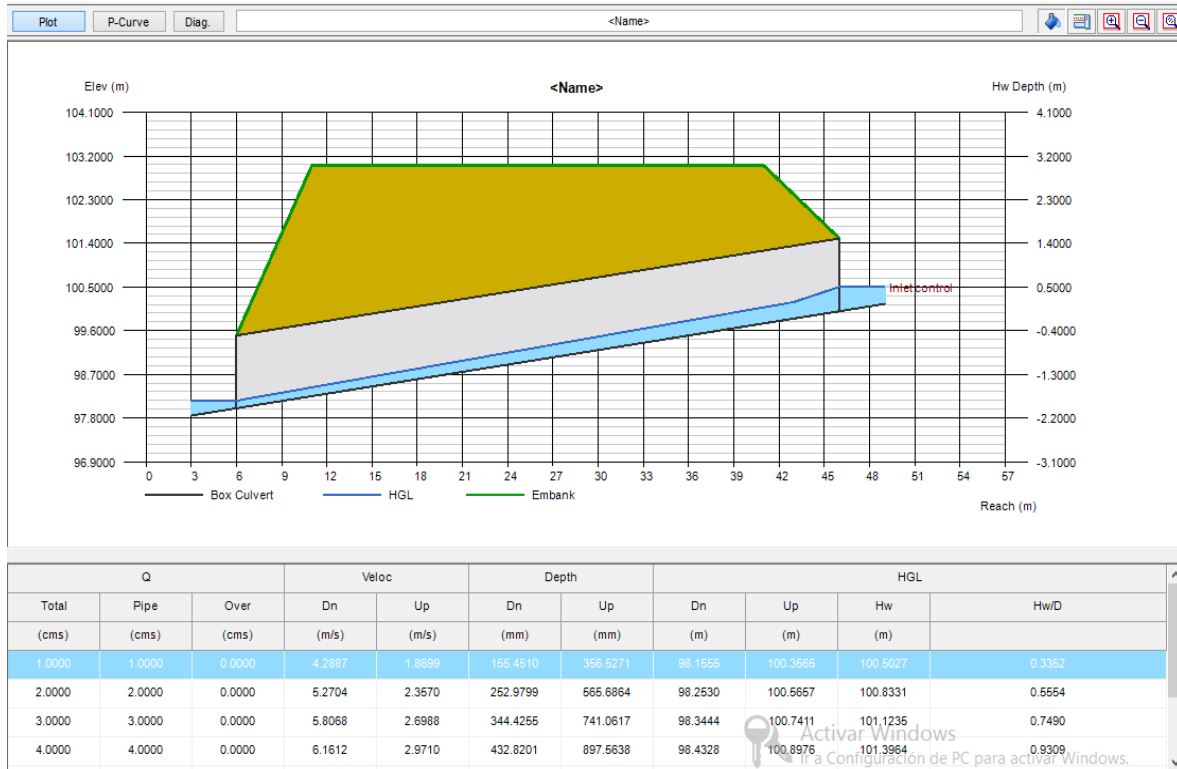 Plot P-Curve Diag. <Name>
Elev (m) <Name> Hw Depth (m)
104.1000 4.1000
103.2000 3.2000
102.3000 2.3000
101.4000 1.4000
100.5000 Inlet control 0.5000
99.6000 -0.4000
98.7000 -1.3000
97.8000 -2.2000
96.9000 -3.1000
0 3 6 9 12 15 18 21 24 27 30 33 36 39 42 45 48 51 54 57
Box Culvert HGL Embank
Reach (m)
Q Veloc Depth HGL
Total Pipe Over Dn Up Dn Up Dn Up Hw Hw/D
(cms) (cms) (cms) (m/s) (m/s) (mm) (mm) (m) (m) (m)
1.0000 1.0000 0.0000 4.2887 1.8699 155.4510 356.5271 98.1555 100.3565 100.5027 0.3352
2.0000 2.0000 0.0000 5.2704 2.3570 252.9799 565.6864 98.2530 100.5657 100.8331 0.5554
3.0000 3.0000 0.0000 5.8068 2.6988 344.4255 741.0617 98.3444 100.7411 101.1235 0.7490
4.0000 4.0000 0.0000 6.1612 2.9710 432.8201 897.5638 98.4328 100.8976 101.3964 0.9309
Activar Windows
Ir a Configuración de PC para activar Windows.